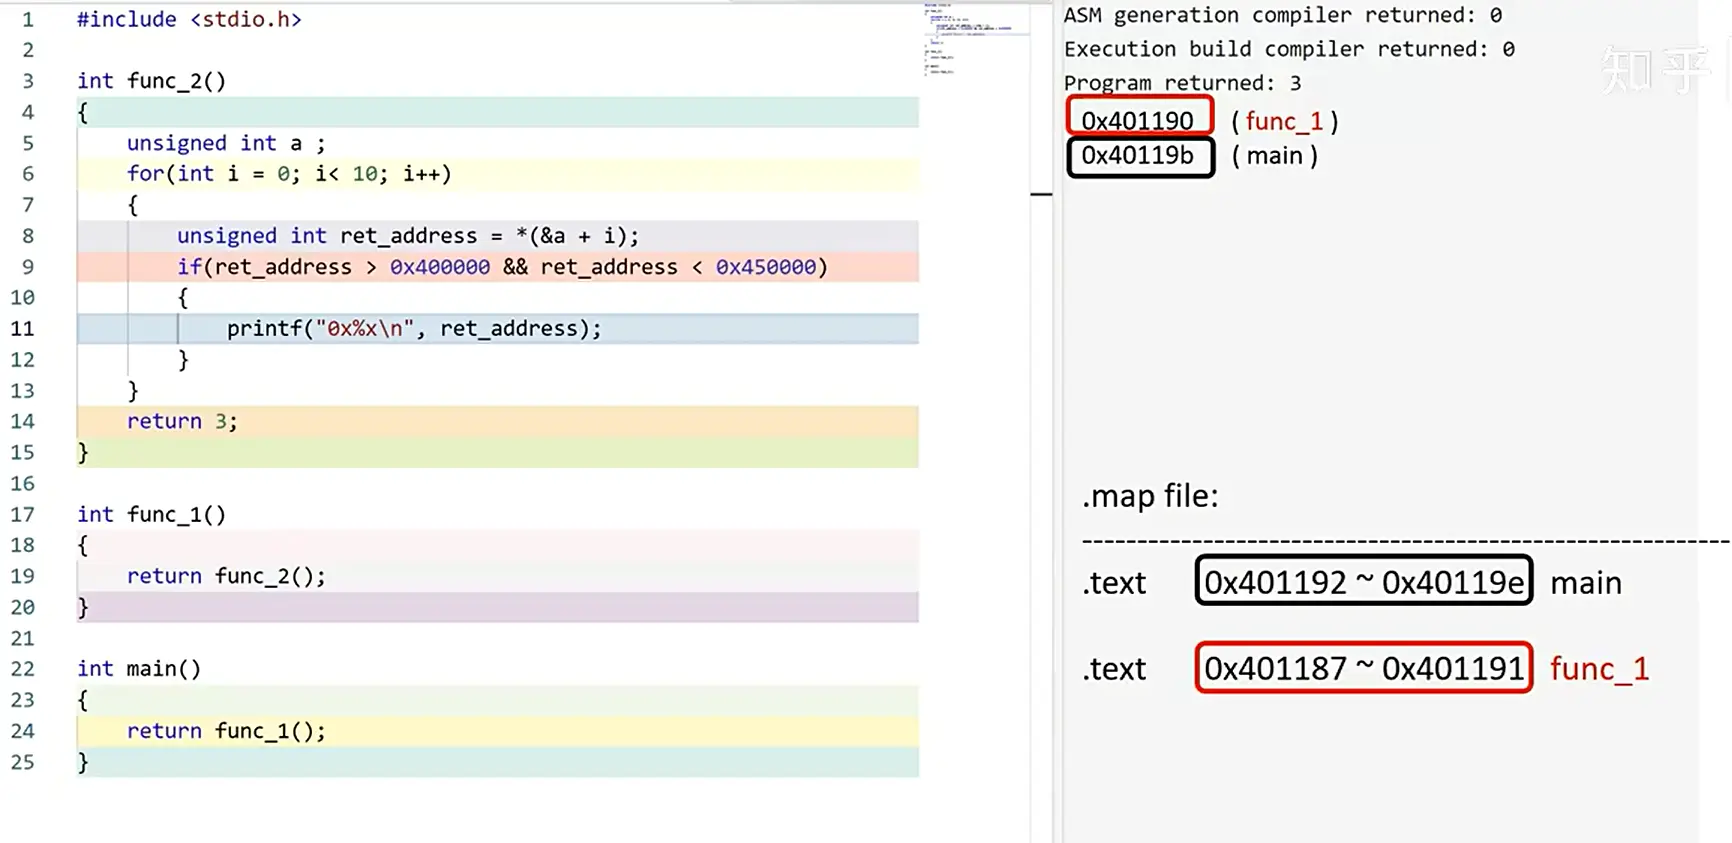 1 #include <stdio.h>
2
3 int func_2()
4 {
5 unsigned int a ;
6 for(int i = 0; i< 10; i++)
7 {
8 unsigned int ret_address = *(&a + i);
9 if(ret_address > 0x400000 && ret_address < 0x450000)
10 {
11 printf("0x%x\n", ret_address);
12 }
13 }
14 return 3;
15 }
16
17 int func_1()
18 {
19 return func_2();
20 }
21
22 int main()
23 {
24 return func_1();
25 }
ASM generation compiler returned: 0
Execution build compiler returned: 0
Program returned: 3
0x401190 ( func_1 )
0x40119b ( main )
知乎
.map file:
------------------------------------------------------------
.text 0x401192 ~ 0x40119e main
.text 0x401187 ~ 0x401191 func_1